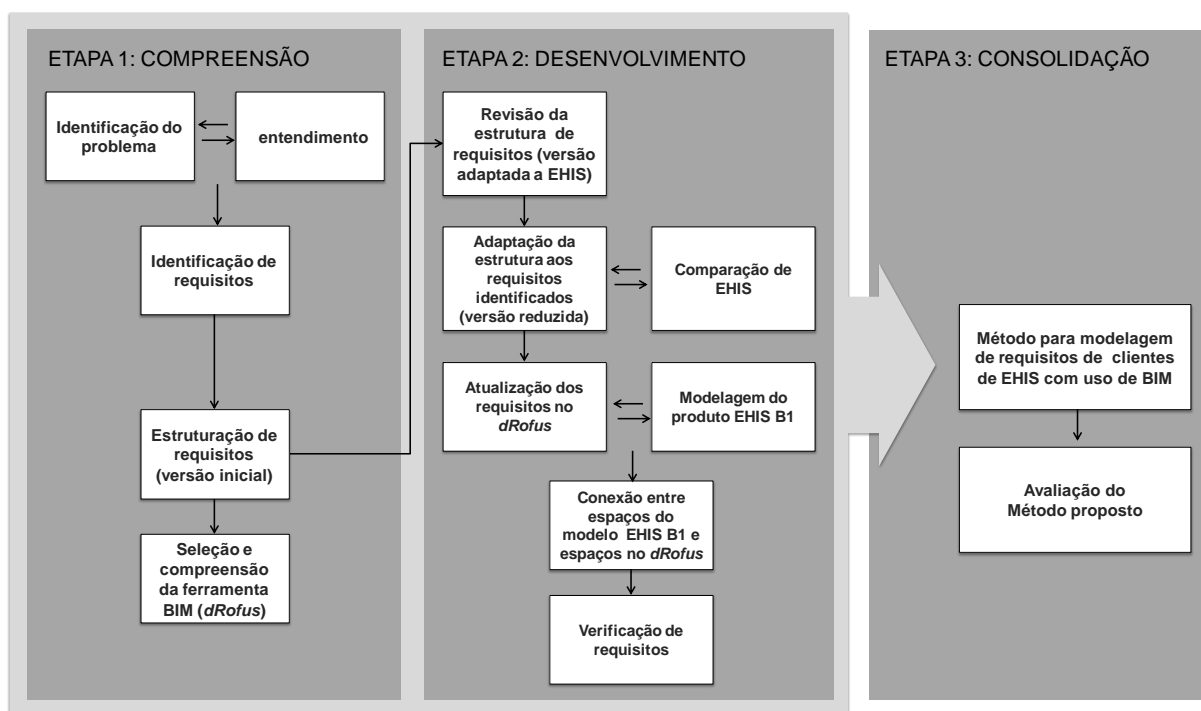 ETAPA 1: COMPREENSÃO
Identificação do
problema
entendimento
Identificação de
requisitos
Estruturação de
requisitos
(versão inicial)
Seleção e
compreensão
da ferramenta
BIM (dRofus)
ETAPA 2: DESENVOLVIMENTO
Revisão da
estrutura de
requisitos (versão
adaptada a EHIS)
Adaptação da
estrutura aos
requisitos
identificados
(versão reduzida)
Comparação de
EHIS
Atualização dos
requisitos no
dRofus
Modelagem do
produto EHIS B1
Conexão entre
espaços do
modelo EHIS B1 e
espaços no dRofus
Verificação de
requisitos
ETAPA 3: CONSOLIDAÇÃO
Método para modelagem
de requisitos de clientes
de EHIS com uso de BIM
Avaliação do
Método proposto